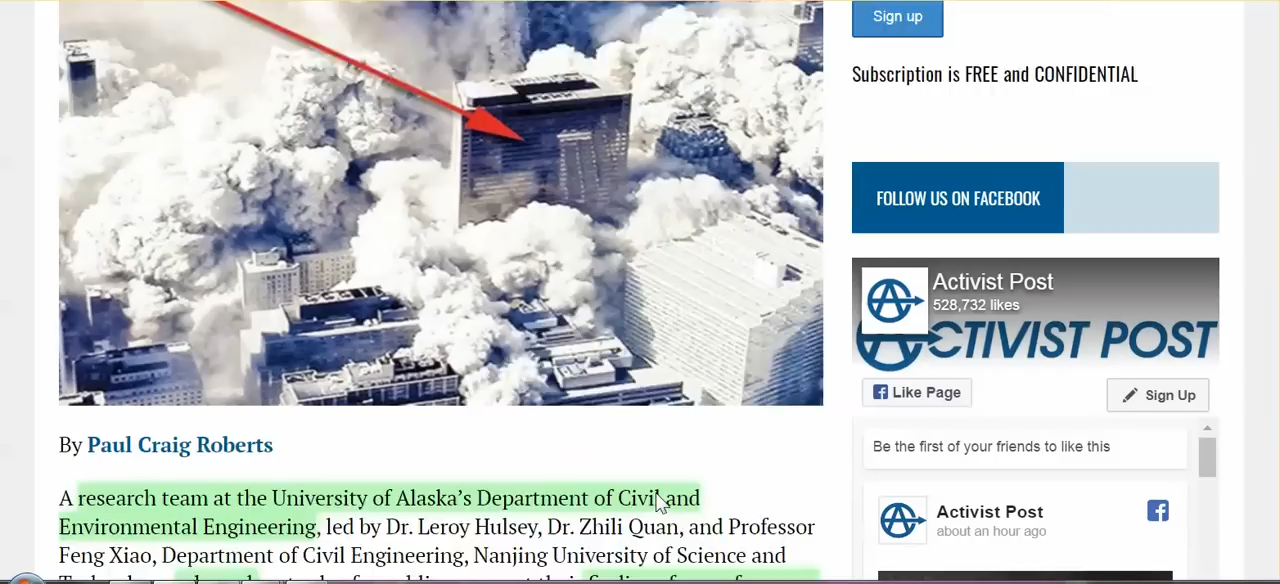 Sign up
Subscription is FREE and CONFIDENTIAL
FOLLOW US ON FACEBOOK
Activist Post
528,732 likes
ACTIVIST POST
Like Page
Sign Up
Be the first of your friends to like this
Activist Post
about an hour ago
By Paul Craig Roberts
A research team at the University of Alaska's Department of Civil and
Environmental Engineering, led by Dr. Leroy Hulsey, Dr. Zhili Quan, and Professor
Feng Xiao, Department of Civil Engineering, Nanjing University of Science and